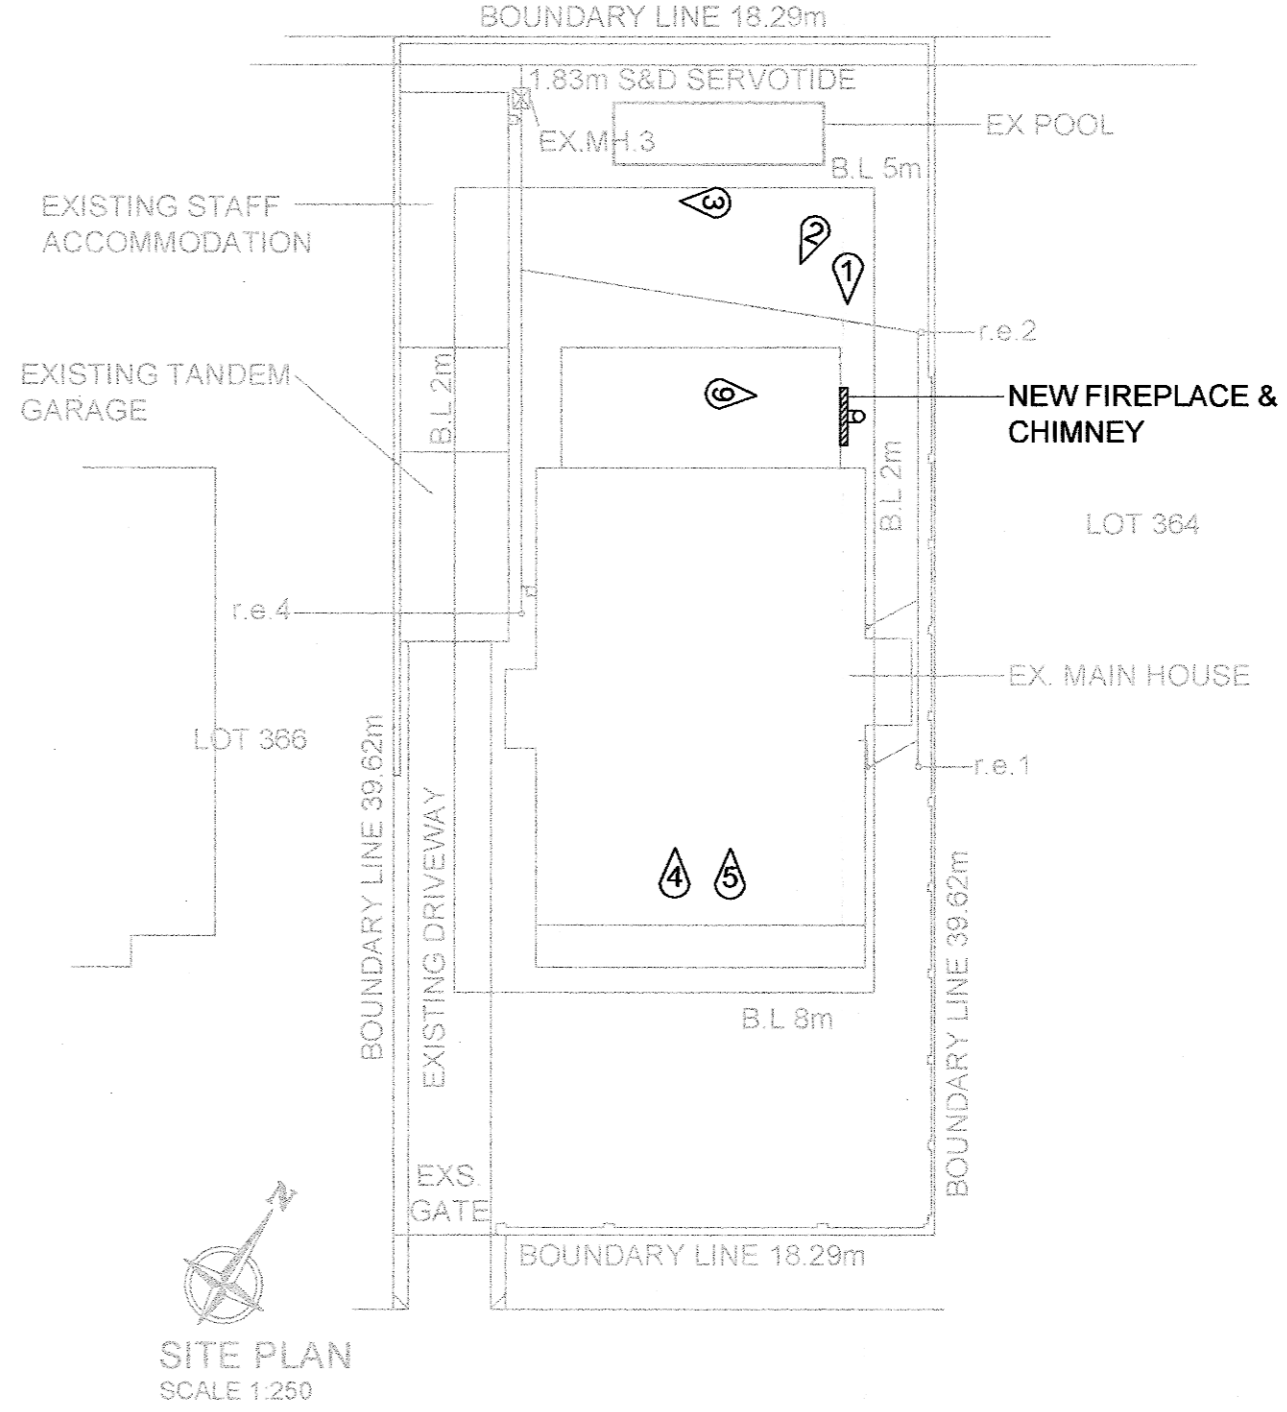 BOUNDARY LINE 18.29m
1.83m S&D SERVOTIDE
EX.MH.3
EX POOL
B.L 5m
EXISTING STAFF
ACCOMMODATION
3
2
1
r.e.2
EXISTING TANDEM
GARAGE
B.L 2m
6
NEW FIREPLACE &
CHIMNEY
B.L 2m
LOT 364
r.e.4
EX. MAIN HOUSE
LOT 366
r.e.1
BOUNDARY LINE 39.62m
EXISTING DRIVEWAY
4
5
BOUNDARY LINE 39.62m
B.L 8m
EXS.
GATE
N
BOUNDARY LINE 18.29m
SITE PLAN
SCALE 1:250